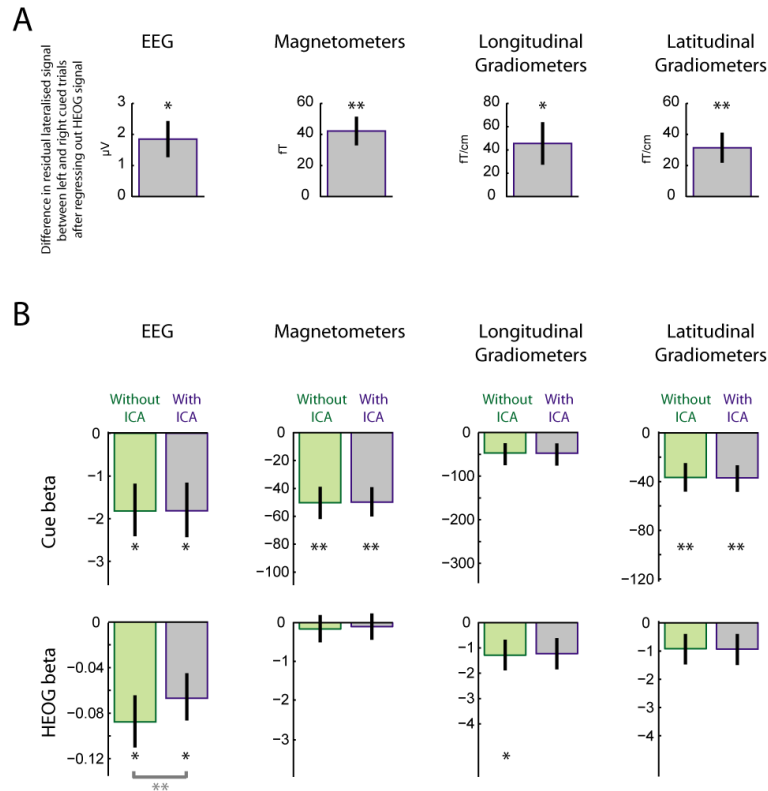 A
EEG
Magnetometers
Longitudinal
Gradiometers
Latitudinal
Gradiometers
Difference in residual lateralised signal
between left and right cued trials
after regressing out HEOG signal
μV
3
2
1
0
*
fT
60
40
20
0
**
fT/cm
80
60
40
20
0
*
fT/cm
60
40
20
0
**
B
EEG
Magnetometers
Longitudinal
Gradiometers
Latitudinal
Gradiometers
Without
ICA
With
ICA
Without
ICA
With
ICA
Without
ICA
With
ICA
Without
ICA
With
ICA
Cue beta
0
−1
−2
−3
* *
0
−20
−40
−60
−80
−100
** **
0
−50
−100
−150
−200
−250
−300
0
−40
−80
−120
** **
HEOG beta
0
−0.04
−0.08
−0.12
* *
**
0
−1
−2
−3
0
−1
−2
−3
−4
*
0
−1
−2
−3
−4